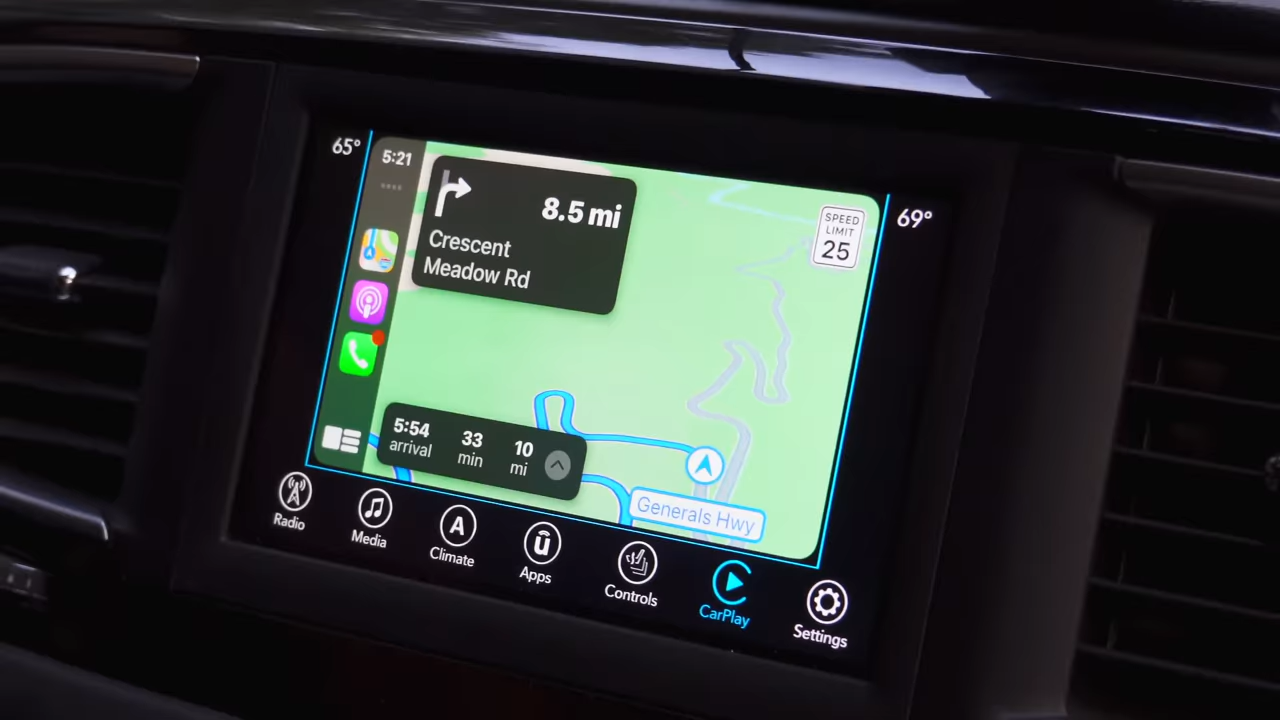 65°
5:21
8.5 mi
Crescent
Meadow Rd
SPEED
LIMIT
25
69°
5:54
arrival
33
min
10
mi
Generals Hwy
Radio
Media
A
Climate
û
Apps
Controls
CarPlay
Settings